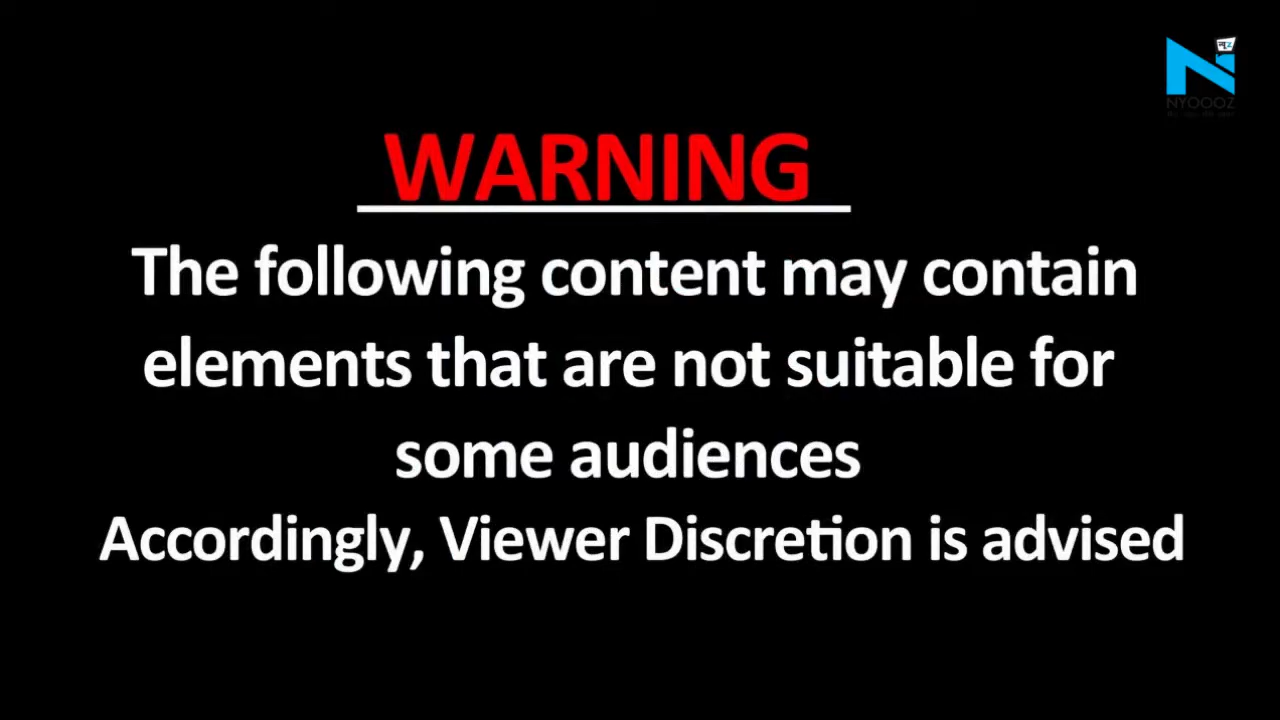 न्यूz
NYOOOZ
WARNING
The following content may contain
elements that are not suitable for
some audiences
Accordingly, Viewer Discretion is advised